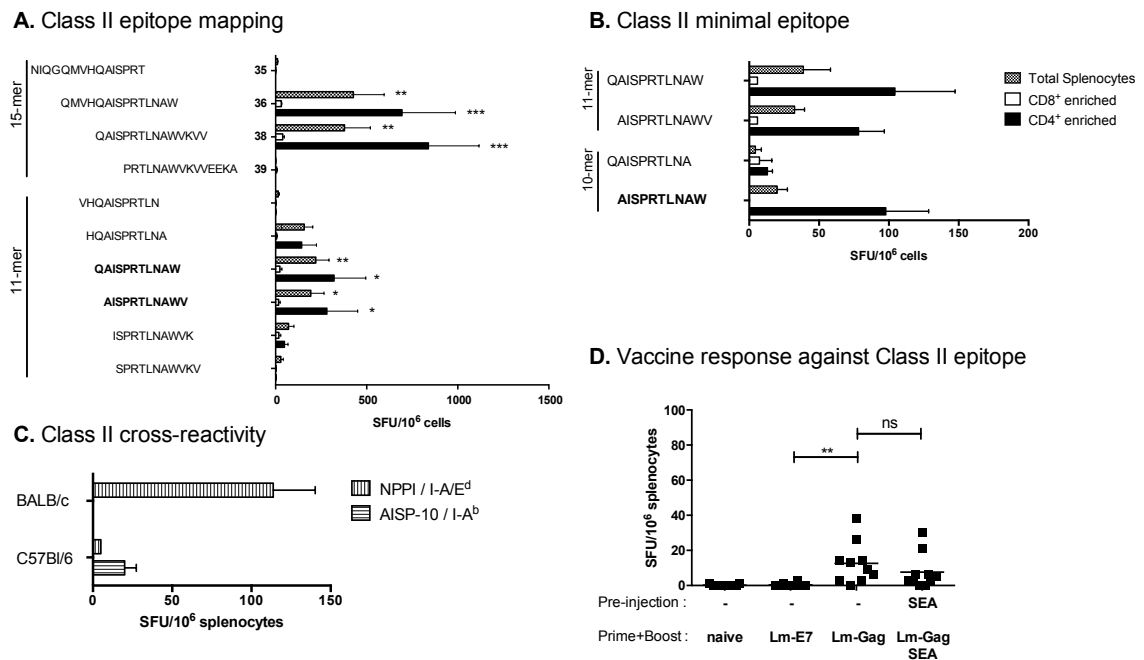 A. Class II epitope mapping
15-mer
NIQGQMVHQAISPRT 35
QMVHQAISPRTLNAW 36
**
***
QAISPRTLNAWVKVV 38
**
***
PRTLNAWVKVVEEKA 39
11-mer
VHQAISPRTLN
HQAISPRTLNA
QAISPRTLNAW
**
*
AISPRTLNAWV
*
*
ISPRTLNAWVK
SPRTLNAWVKV
0 500 1000 1500
SFU/10⁶ cells
B. Class II minimal epitope
11-mer
QAISPRTLNAW
AISPRTLNAWV
10-mer
QAISPRTLNA
AISPRTLNAW
0 50 100 150 200
SFU/10⁶ cells
Total Splenocytes
CD8⁺ enriched
CD4⁺ enriched
C. Class II cross-reactivity
BALB/c
C57Bl/6
0 50 100 150
SFU/10⁶ splenocytes
NPPI / I-A/Eᵈ
AISP-10 / I-Aᵇ
D. Vaccine response against Class II epitope
SFU/10⁶ splenocytes
100
80
60
40
20
0
**
ns
Pre-injection : - - - SEA
Prime+Boost : naive Lm-E7 Lm-Gag Lm-Gag
SEA